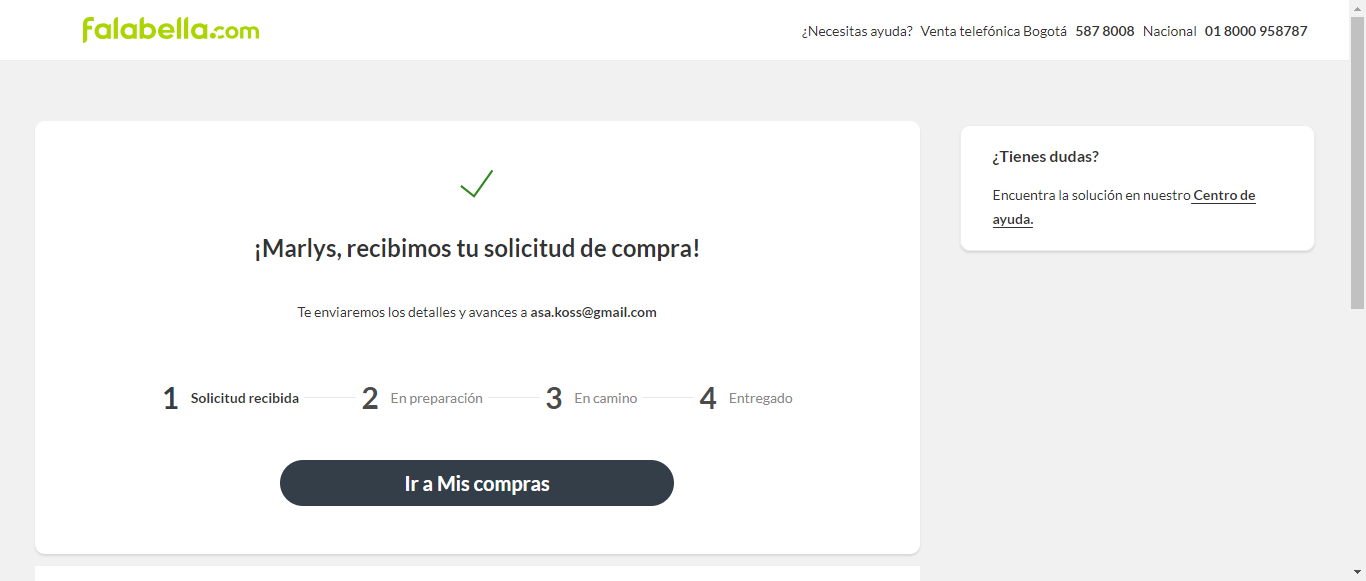 falabella.com
¿Necesitas ayuda? Venta telefónica Bogotá 587 8008 Nacional 01 8000 958787
¡Marlys, recibimos tu solicitud de compra!
Te enviaremos los detalles y avances a asa.koss@gmail.com
1 Solicitud recibida 2 En preparación 3 En camino 4 Entregado
Ir a Mis compras
¿Tienes dudas?
Encuentra la solución en nuestro Centro de
ayuda.